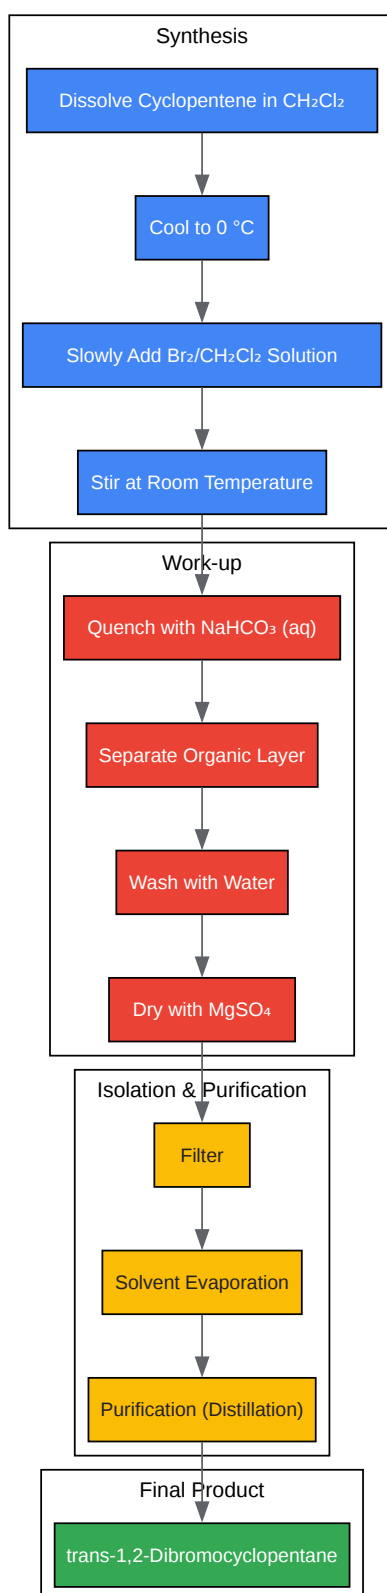 Synthesis
Dissolve Cyclopentene in CH₂Cl₂
Cool to 0 °C
Slowly Add Br₂/CH₂Cl₂ Solution
Stir at Room Temperature
Work-up
Quench with NaHCO₃ (aq)
Separate Organic Layer
Wash with Water
Dry with MgSO₄
Isolation & Purification
Filter
Solvent Evaporation
Purification (Distillation)
Final Product
trans-1,2-Dibromocyclopentane